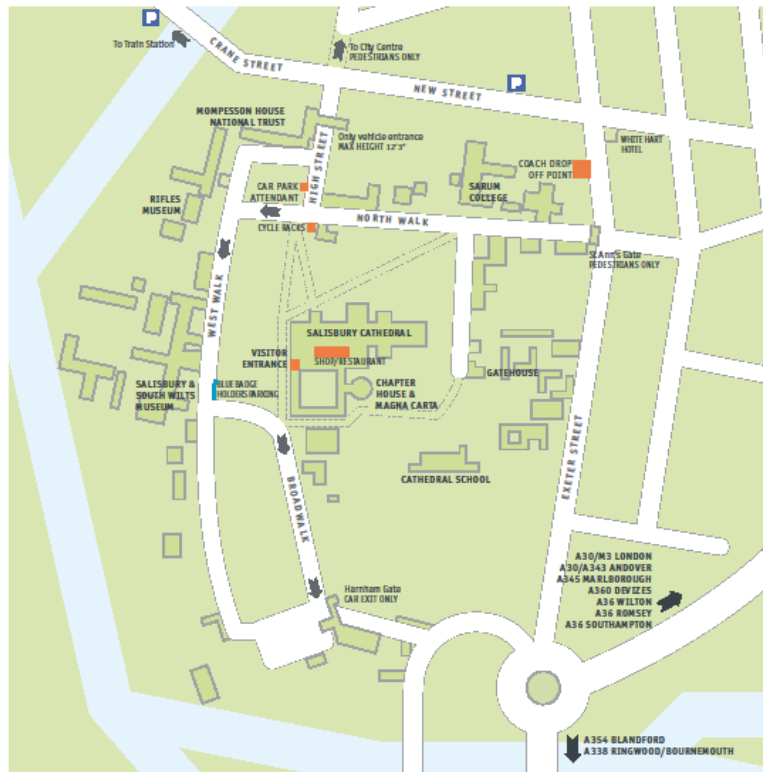 P
To Train Station
CRANE STREET
To City Centre
PEDESTRIANS ONLY
P
NEW STREET
MOMPESSON HOUSE
NATIONAL TRUST
Only vehicle entrance
MAX HEIGHT 12'3"
HIGH STREET
WHITE HART
HOTEL
COACH DROP
OFF POINT
SARUM
COLLEGE
CAR PARK
ATTENDANT
RIFLES
MUSEUM
NORTH WALK
CYCLE RACKS
St Ann's Gate
PEDESTRIANS ONLY
WEST WALK
SALISBURY CATHEDRAL
VISITOR
ENTRANCE
SHOP/RESTAURANT
GATEHOUSE
SALISBURY &
SOUTH WILTS
MUSEUM
BLUE BADGE
HOLDERS PARKING
CHAPTER
HOUSE &
MAGNA CARTA
EXETER STREET
CATHEDRAL SCHOOL
BROADWALK
A30/M3 LONDON
A30/A343 ANDOVER
A345 MARLBOROUGH
A360 DEVIZES
A36 WILTON
A36 ROMSEY
A36 SOUTHAMPTON
Harnham Gate
CAR EXIT ONLY
A354 BLANDFORD
A338 RINGWOOD/BOURNEMOUTH